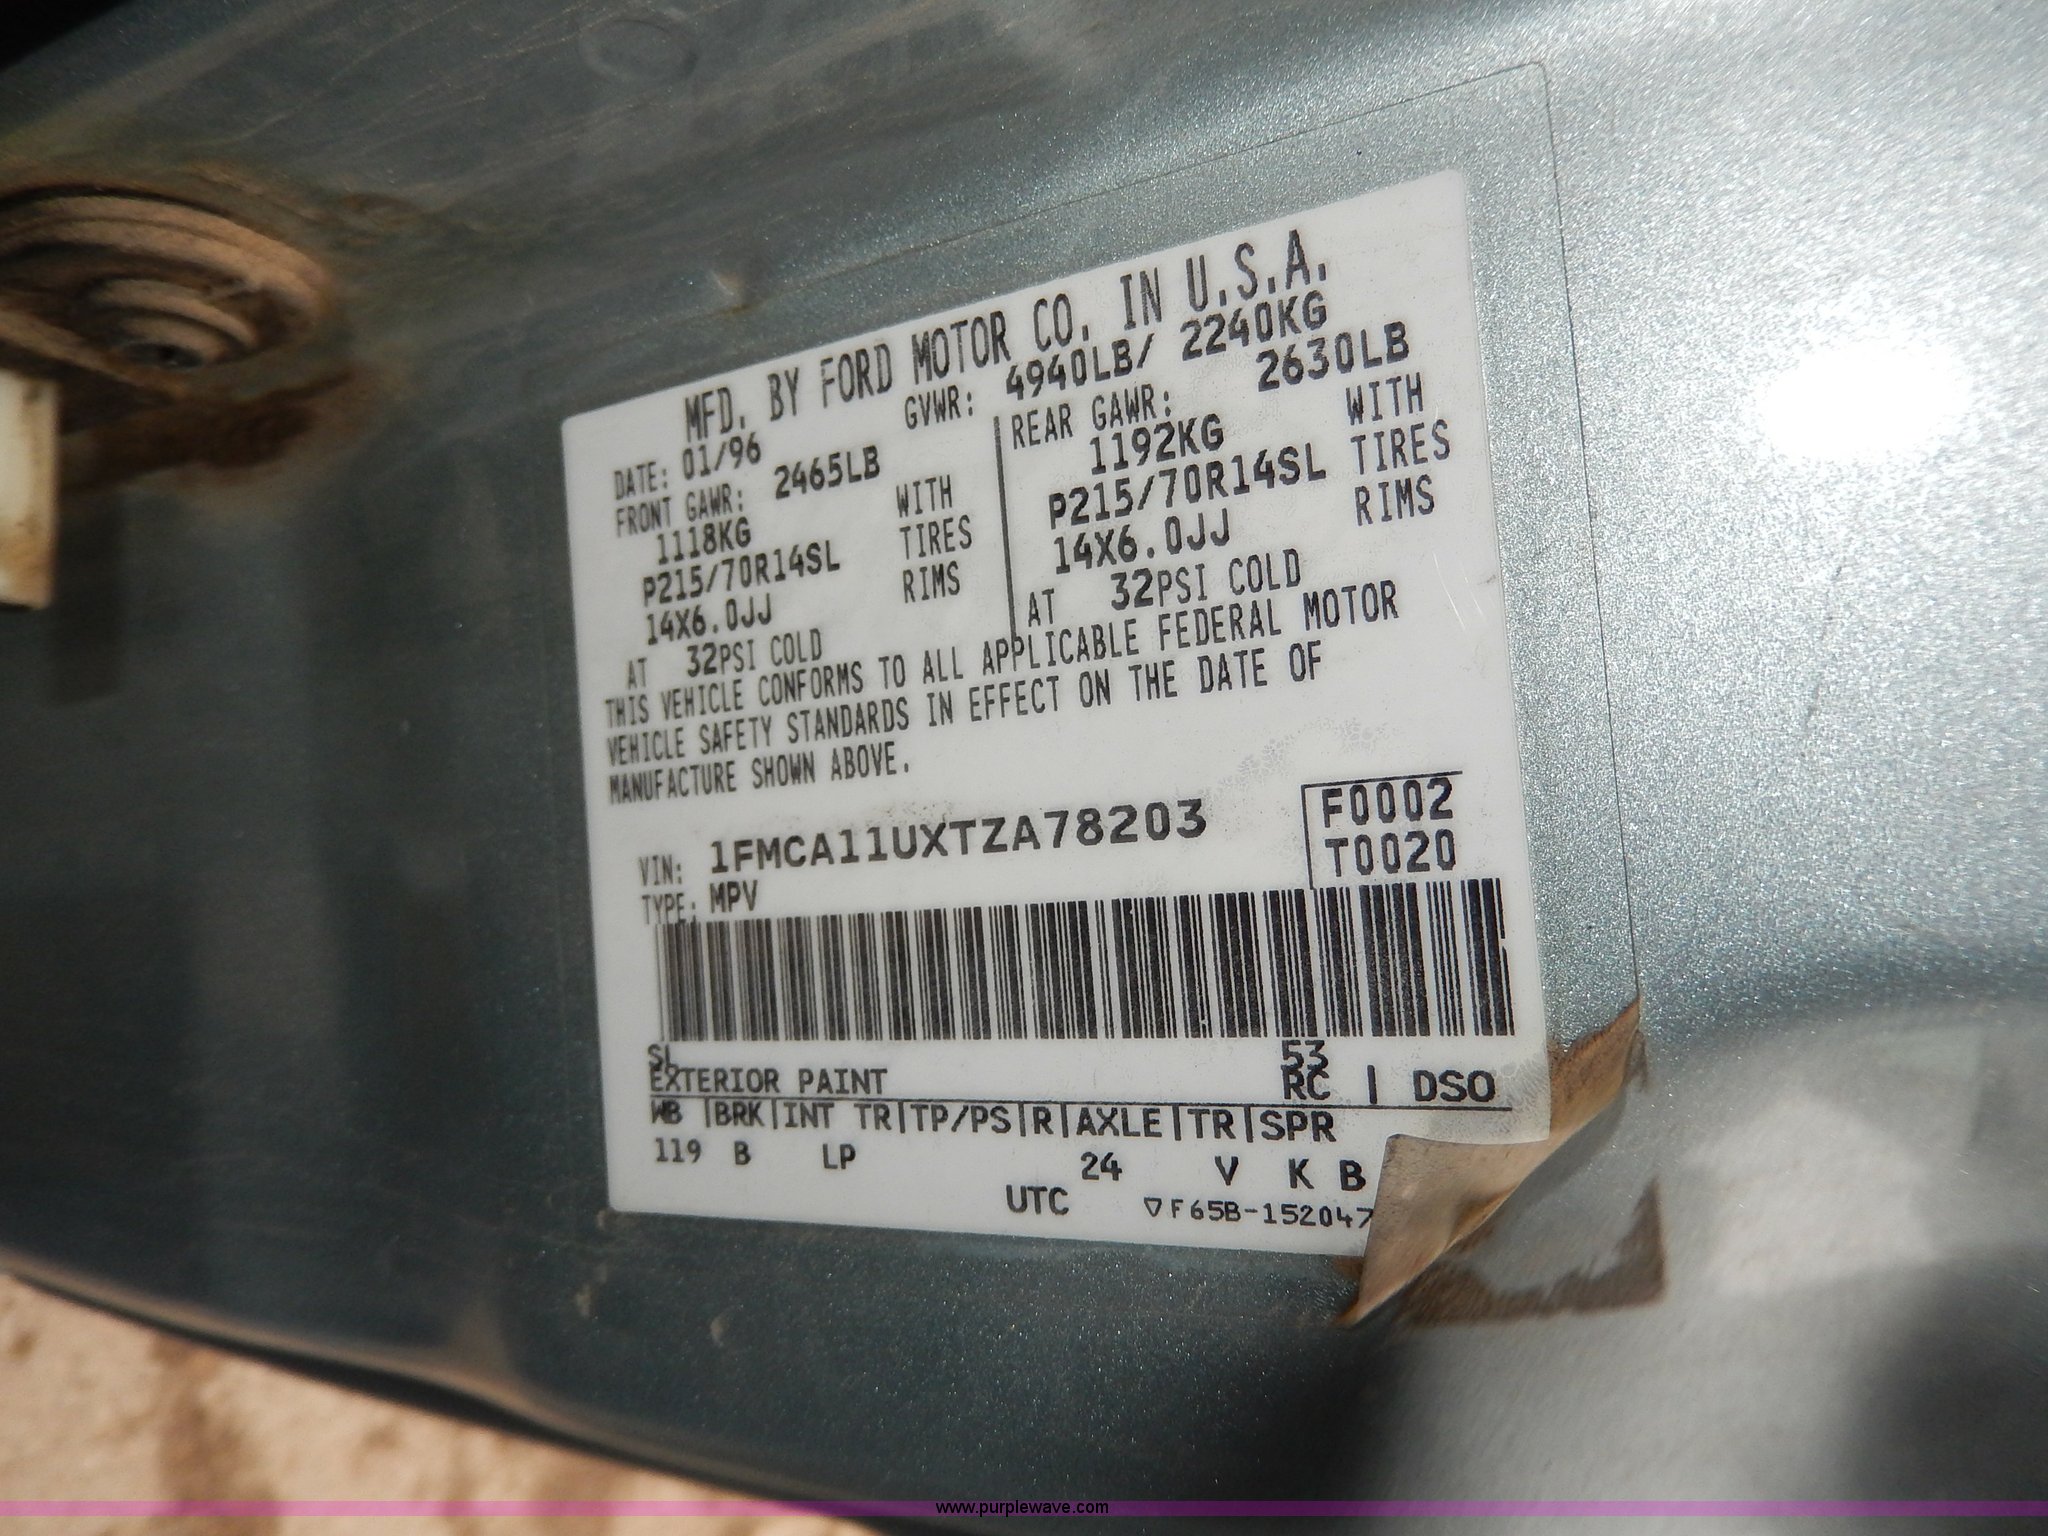 MFD. BY FORD MOTOR CO. IN U.S.A.
DATE: 01/96 GVWR: 4940LB/ 2240KG
FRONT GAWR: 2465LB
1118KG WITH
P215/70R14SL TIRES
14X6.0JJ RIMS
AT 32PSI COLD
REAR GAWR: 2630LB
1192KG WITH
P215/70R14SL TIRES
14X6.0JJ RIMS
AT 32PSI COLD
THIS VEHICLE CONFORMS TO ALL APPLICABLE FEDERAL MOTOR
VEHICLE SAFETY STANDARDS IN EFFECT ON THE DATE OF
MANUFACTURE SHOWN ABOVE.
VIN: 1FMCA11UXTZA78203
TYPE: MPV
F0002
T0020
SL 53
EXTERIOR PAINT RC | DSO
WB |BRK|INT TR|TP/PS|R|AXLE|TR|SPR
119 B LP 24 V K B
UTC ▽F65B-152047
www.purplewave.com